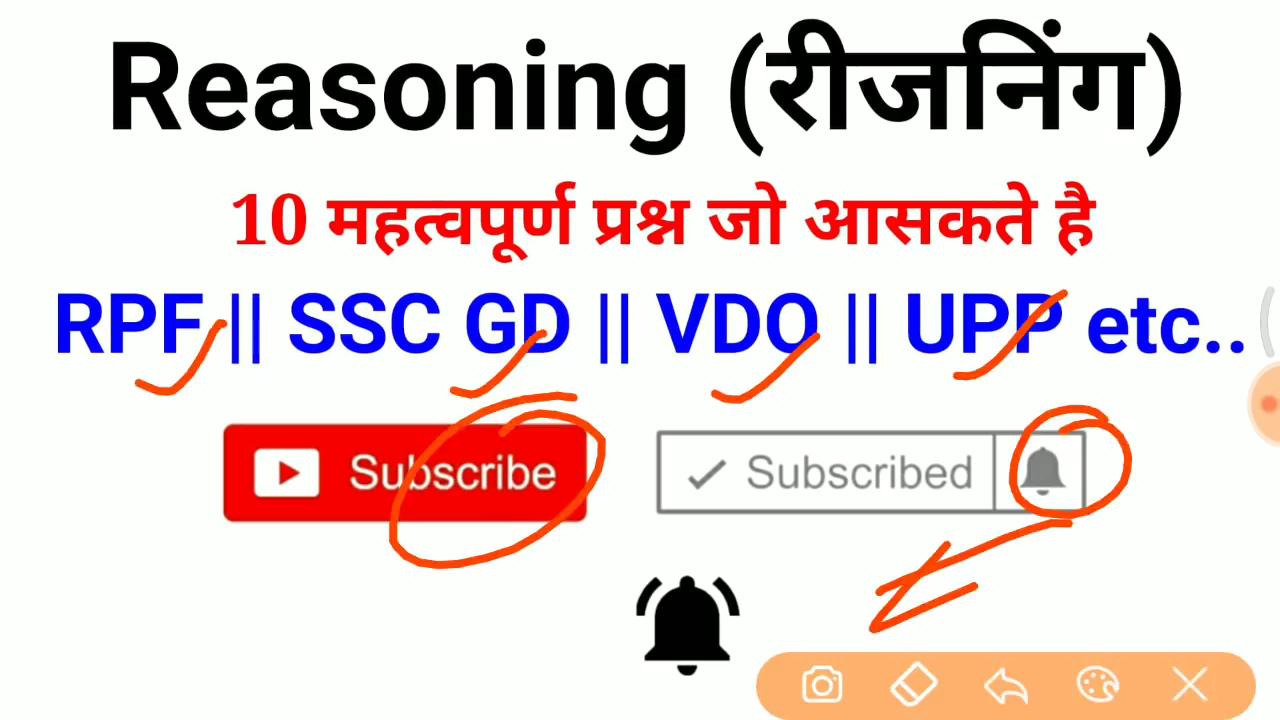 Reasoning (रीजनिंग)
10 महत्वपूर्ण प्रश्न जो आसकते है
RPF || SSC GD || VDO || UPP etc..
Subscribe
Subscribed